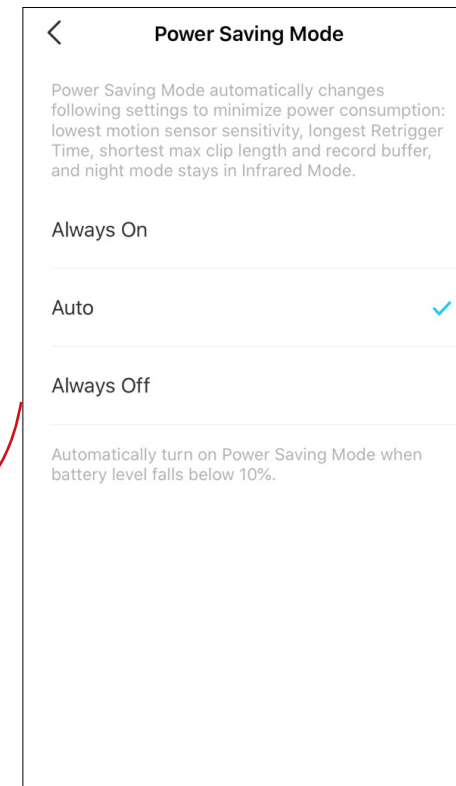 Power Saving Mode
Power Saving Mode automatically changes
following settings to minimize power consumption:
lowest motion sensor sensitivity, longest Retrigger
Time, shortest max clip length and record buffer,
and night mode stays in Infrared Mode.
Always On
Auto
Always Off
Automatically turn on Power Saving Mode when
battery level falls below 10%.